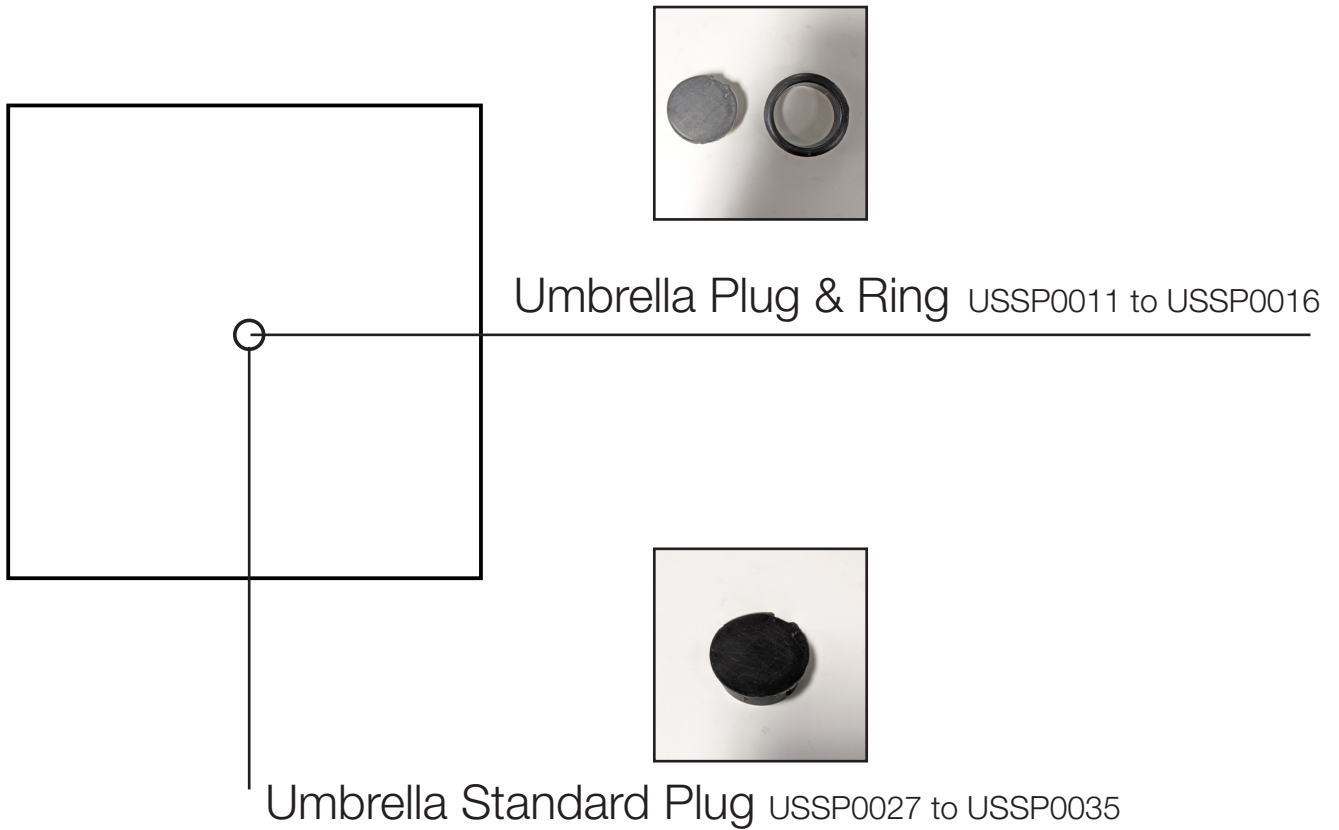 Umbrella Plug & Ring USSP0011 to USSP0016
Umbrella Standard Plug USSP0027 to USSP0035